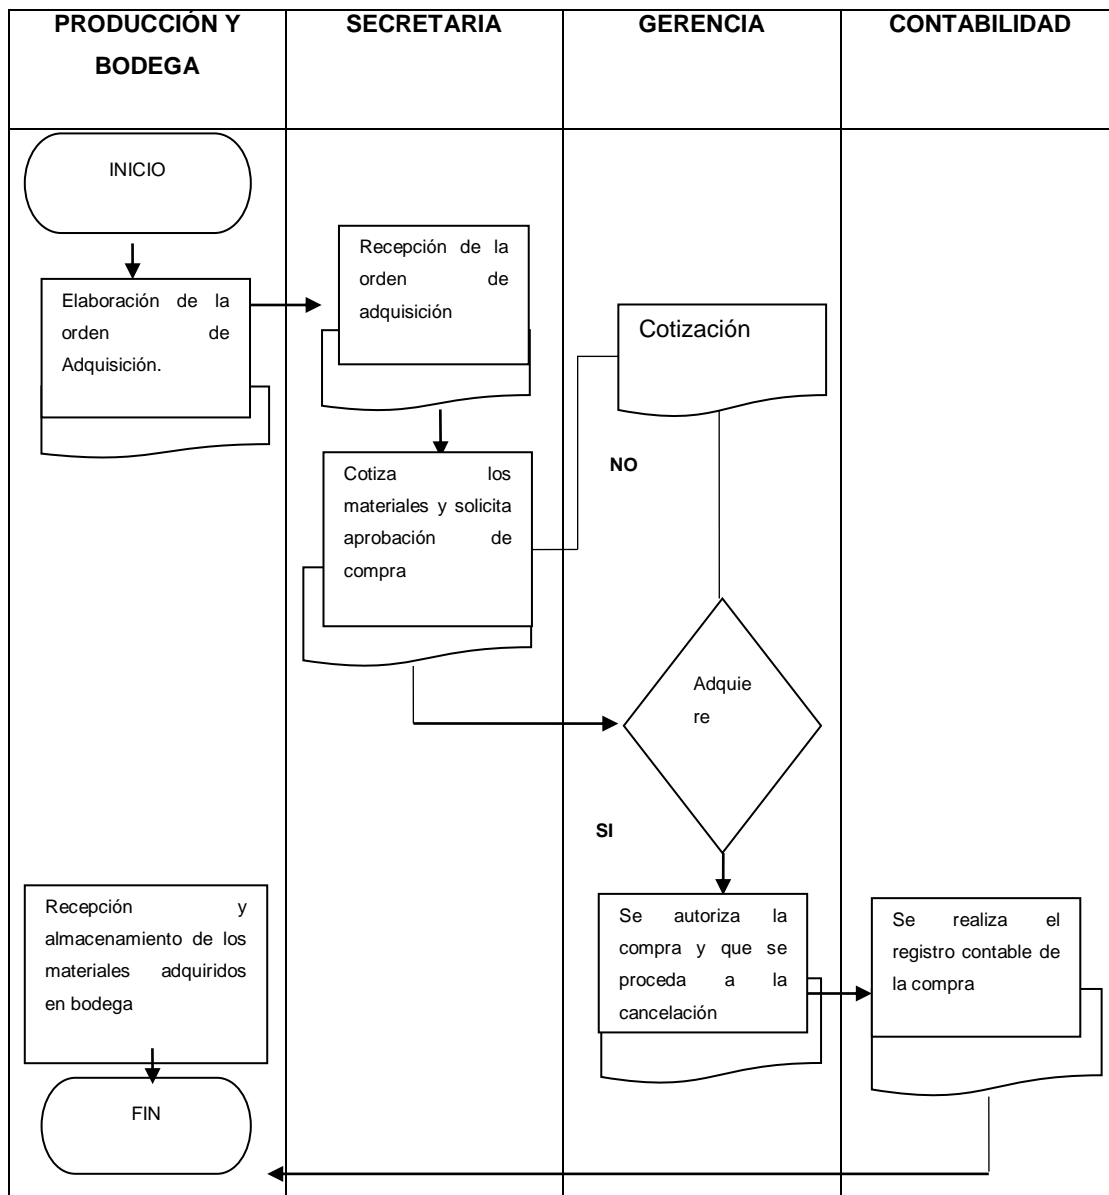 PRODUCCIÓN Y
BODEGA
SECRETARIA
GERENCIA
CONTABILIDAD
INICIO
Elaboración de la
orden de
Adquisición.
Recepción de la
orden de
adquisición
Cotización
NO
Cotiza los
materiales y solicita
aprobación de
compra
Adquie
re
SI
Se autoriza la
compra y que se
proceda a la
cancelación
Se realiza el
registro contable de
la compra
Recepción y
almacenamiento de los
materiales adquiridos
en bodega
FIN